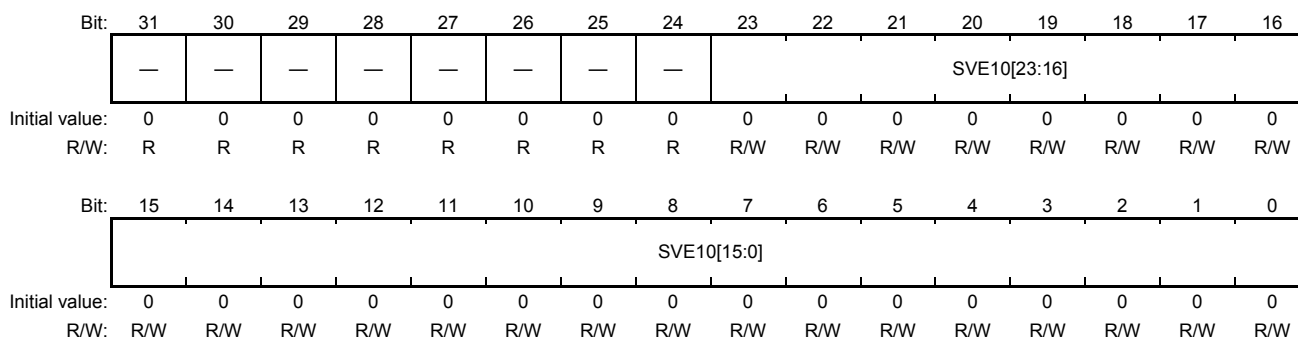 Bit: 31 30 29 28 27 26 25 24 23 22 21 20 19 18 17 16
— — — — — — — — SVE10[23:16]
Initial value: 0 0 0 0 0 0 0 0 0 0 0 0 0 0 0 0
R/W: R R R R R R R R R/W R/W R/W R/W R/W R/W R/W R/W
Bit: 15 14 13 12 11 10 9 8 7 6 5 4 3 2 1 0
SVE10[15:0]
Initial value: 0 0 0 0 0 0 0 0 0 0 0 0 0 0 0 0
R/W: R/W R/W R/W R/W R/W R/W R/W R/W R/W R/W R/W R/W R/W R/W R/W R/W